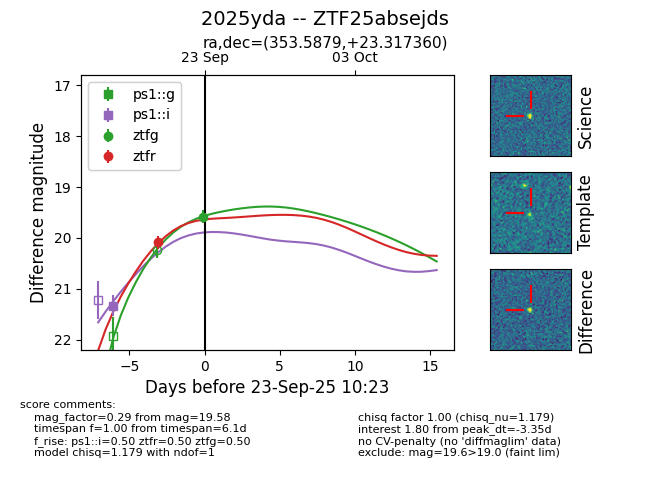 2025yda -- ZTF25absejds
ra,dec=(353.5879,+23.317360)
23 Sep
03 Oct
17
18
19
20
21
22
Difference magnitude
ps1::g
ps1::i
ztfg
ztfr
−5
0
5
10
15
Days before 23-Sep-25 10:23
Science
Template
Difference
score comments:
mag_factor=0.29 from mag=19.58
timespan f=1.00 from timespan=6.1d
f_rise: ps1::i=0.50 ztfr=0.50 ztfg=0.50
model chisq=1.179 with ndof=1
chisq factor 1.00 (chisq_nu=1.179)
interest 1.80 from peak_dt=-3.35d
no CV-penalty (no 'diffmaglim' data)
exclude: mag=19.6>19.0 (faint lim)